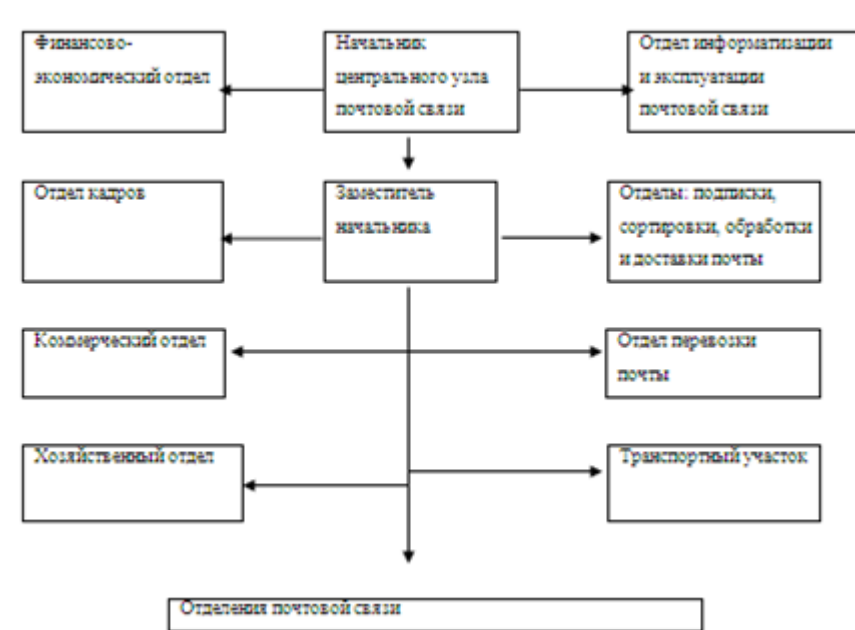 Финансово-
экономический отдел
Начальник
центрального узла
почтовой связи
Отдел информатизации
и эксплуатации
почтовой связи
Отдел кадров
Заместитель
начальника
Отделы: подписки,
сортировки, обработки
и доставки почты
Коммерческий отдел
Отдел перевозки
почты
Хозяйственный отдел
Транспортный участок
Отделения почтовой связи